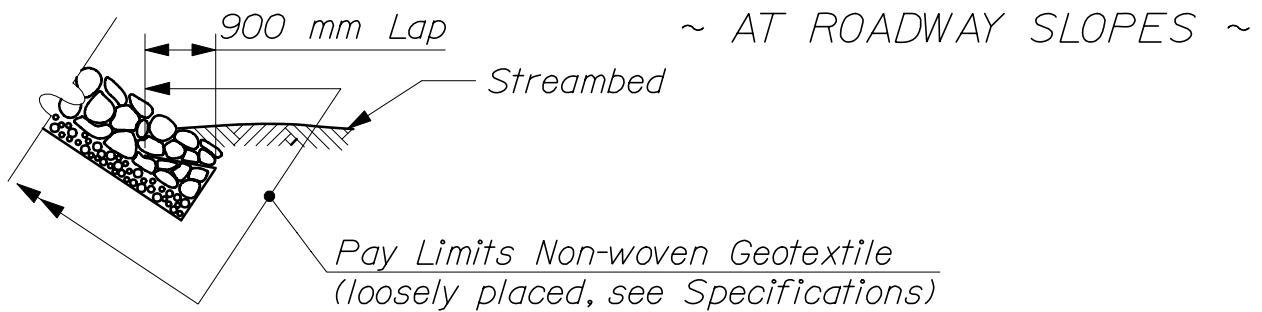 900 mm Lap
~ AT ROADWAY SLOPES ~
Streambed
Pay Limits Non-woven Geotextile
(loosely placed, see Specifications)